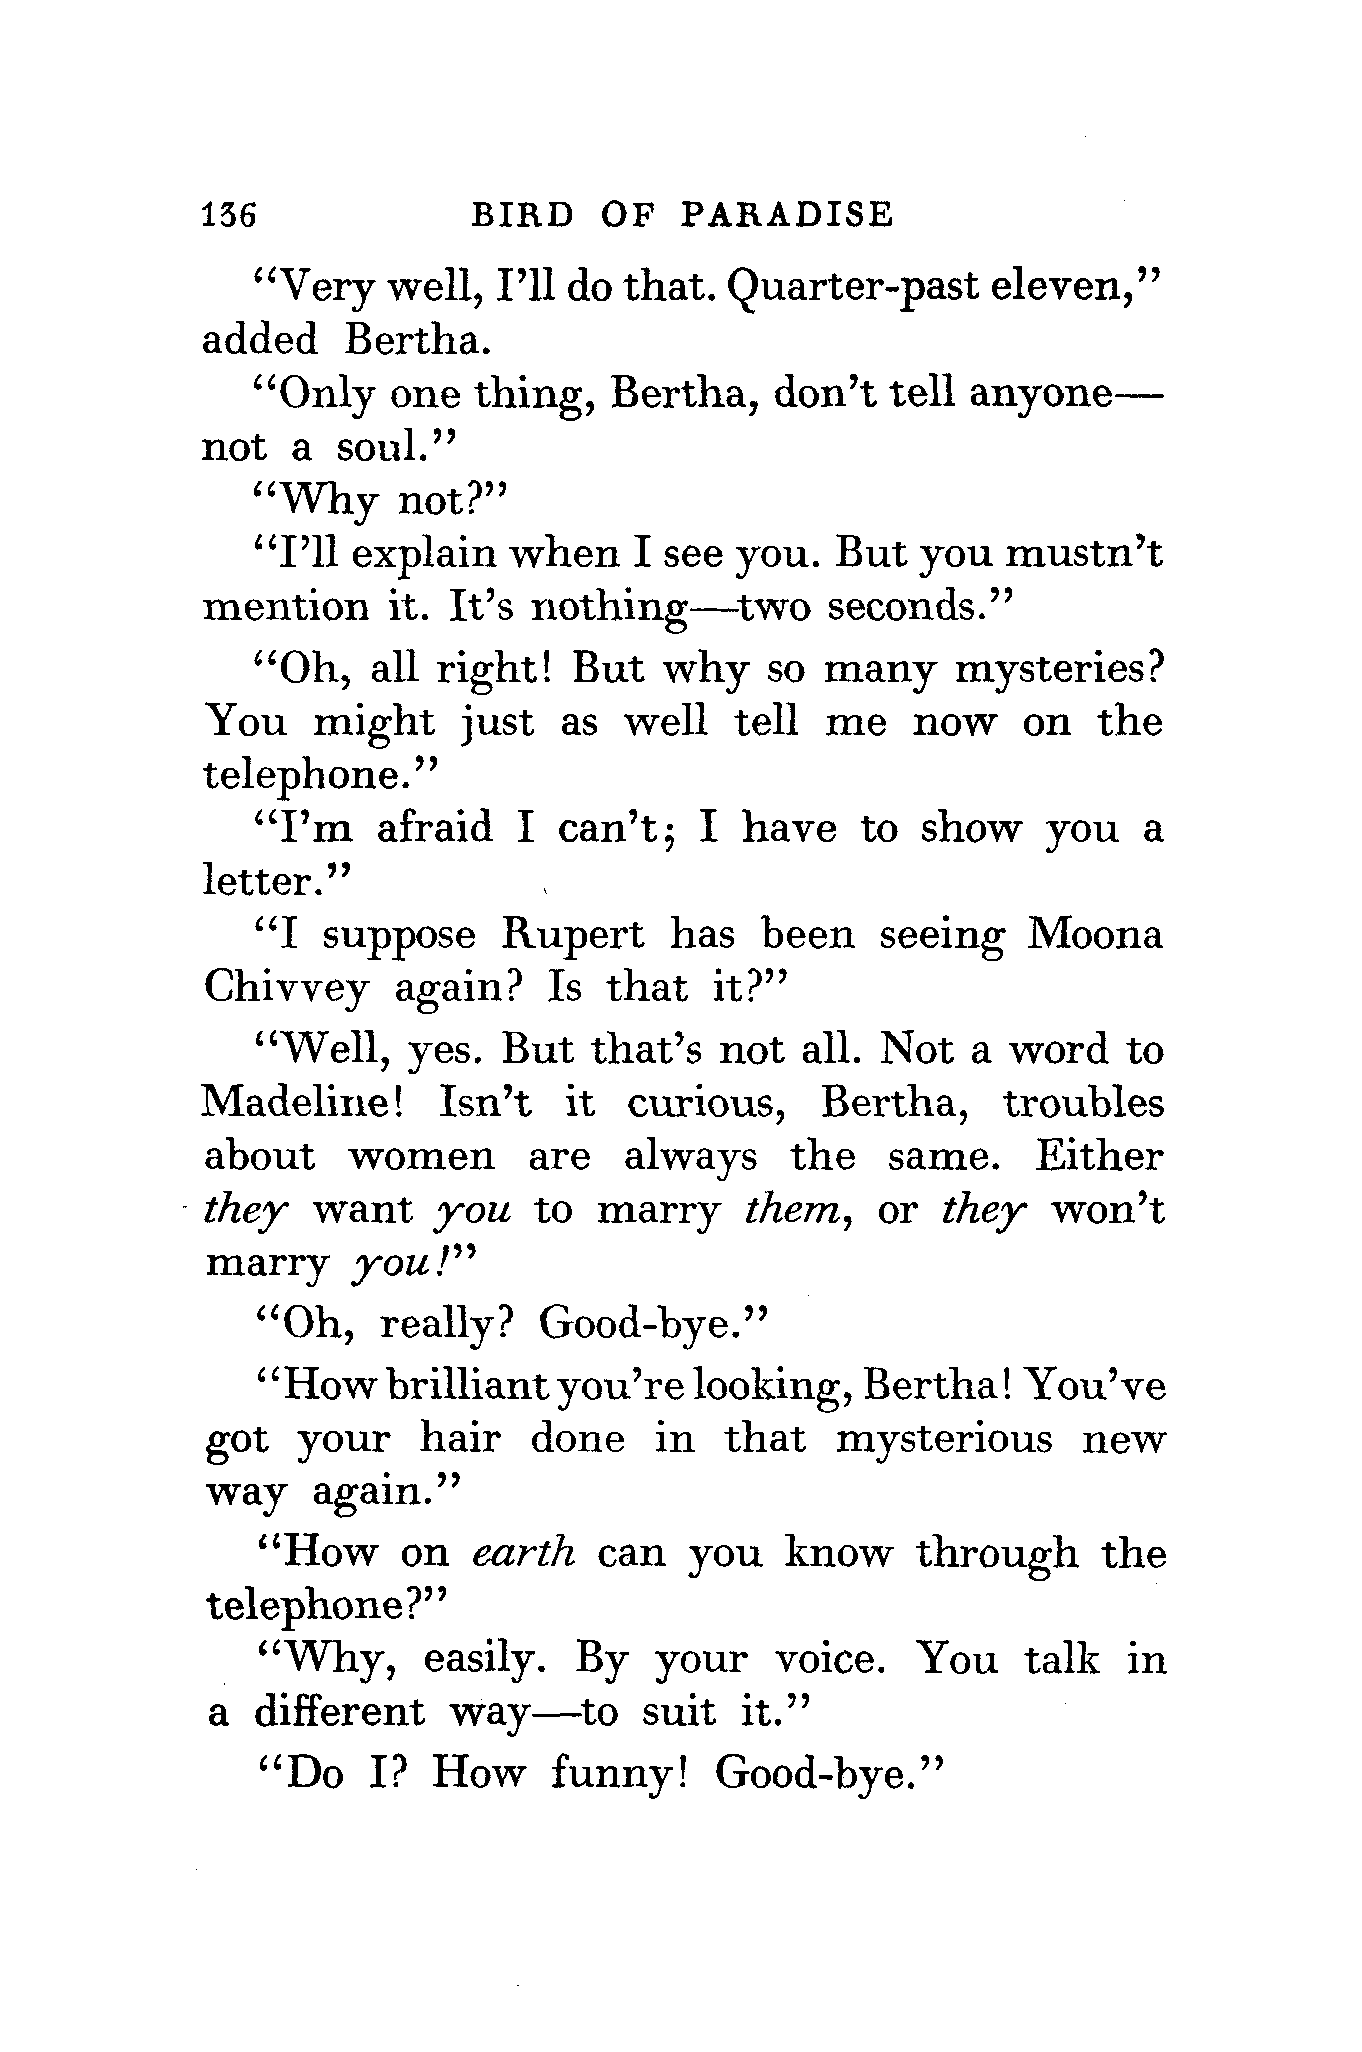 136 BIRD OF PARADISE
“Very well, I’ll do that. Quarter-past eleven,”
added Bertha.
“Only one thing, Bertha, don’t tell anyone—
not a soul.”
“Why not?”
“I’ll explain when I see you. But you mustn’t
mention it. It’s nothing—two seconds.”
“Oh, all right! But why so many mysteries?
You might just as well tell me now on the
telephone.”
“I’m afraid I can’t; I have to show you a
letter.”
“I suppose Rupert has been seeing Moona
Chivvey again? Is that it?”
“Well, yes. But that’s not all. Not a word to
Madeline! Isn’t it curious, Bertha, troubles
about women are always the same. Either
they want you to marry them, or they won’t
marry you!”
“Oh, really? Good-bye.”
“How brilliant you’re looking, Bertha! You’ve
got your hair done in that mysterious new
way again.”
“How on earth can you know through the
telephone?”
“Why, easily. By your voice. You talk in
a different way—to suit it.”
“Do I? How funny! Good-bye.”